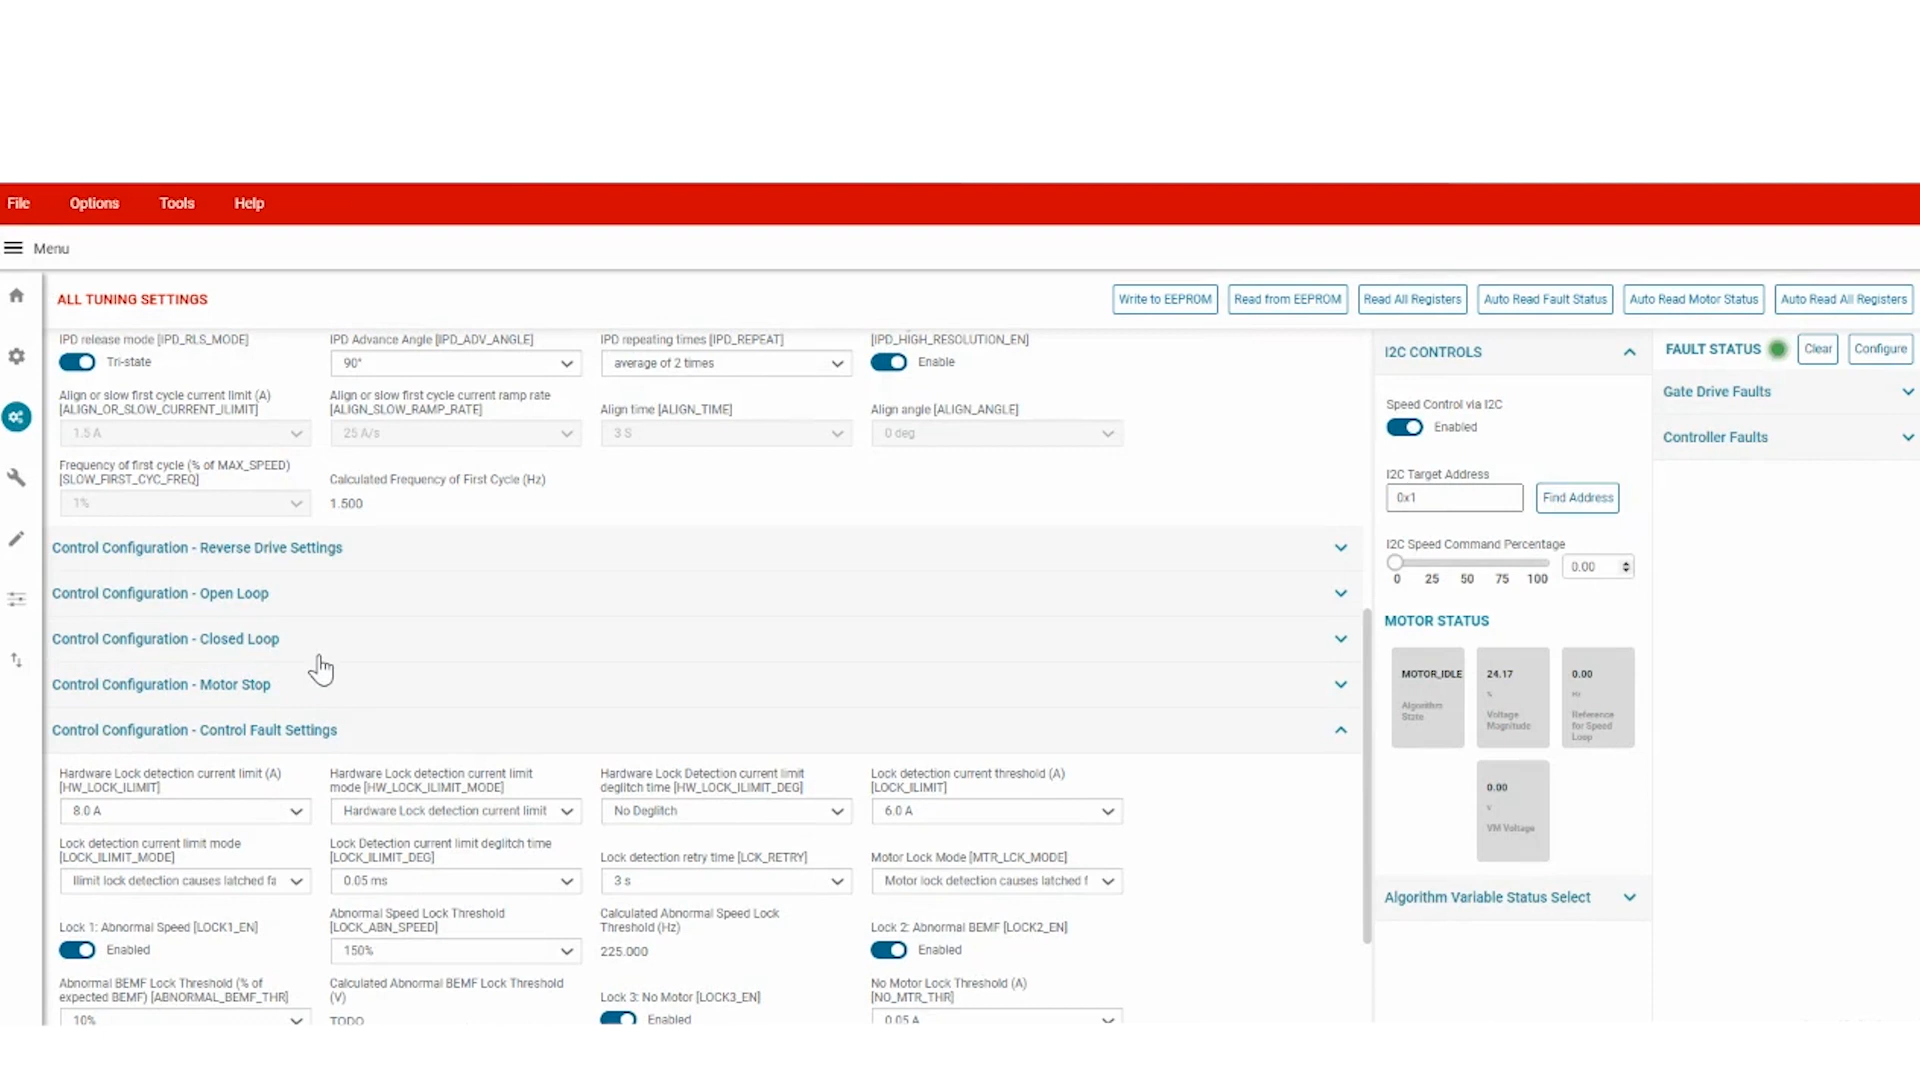 File Options Tools Help
Menu
ALL TUNING SETTINGS
Write to EEPROM Read from EEPROM Read All Registers Auto Read Fault Status Auto Read Motor Status Auto Read All Registers
IPD release mode [IPD_RLS_MODE] IPD Advance Angle [IPD_ADV_ANGLE] IPD repeating times [IPD_REPEAT] [IPD_HIGH_RESOLUTION_EN]
Tri-state 90° average of 2 times Enable
Align or slow first cycle current limit (A) Align or slow first cycle current ramp rate
[ALIGN_OR_SLOW_CURRENT_ILIMIT] [ALIGN_SLOW_RAMP_RATE] Align time [ALIGN_TIME] Align angle [ALIGN_ANGLE]
1.5 A 25 A/s 3 S 0 deg
Frequency of first cycle (% of MAX_SPEED)
[SLOW_FIRST_CYC_FREQ] Calculated Frequency of First Cycle (Hz)
1% 1.500
Control Configuration - Reverse Drive Settings
Control Configuration - Open Loop
Control Configuration - Closed Loop
Control Configuration - Motor Stop
Control Configuration - Control Fault Settings
Hardware Lock detection current limit (A) Hardware Lock detection current limit Hardware Lock Detection current limit Lock detection current threshold (A)
[HW_LOCK_ILIMIT] mode [HW_LOCK_ILIMIT_MODE] deglitch time [HW_LOCK_ILIMIT_DEG] [LOCK_ILIMIT]
8.0 A Hardware Lock detection current limit No Deglitch 6.0 A
Lock detection current limit mode Lock Detection current limit deglitch time
[LOCK_ILIMIT_MODE] [LOCK_ILIMIT_DEG] Lock detection retry time [LCK_RETRY] Motor Lock Mode [MTR_LCK_MODE]
Ilimit lock detection causes latched fa 0.05 ms 3 s Motor lock detection causes latched f
Abnormal Speed Lock Threshold Calculated Abnormal Speed Lock
Lock 1: Abnormal Speed [LOCK1_EN] [LOCK_ABN_SPEED] Threshold (Hz) Lock 2: Abnormal BEMF [LOCK2_EN]
Enabled 150% 225.000 Enabled
Abnormal BEMF Lock Threshold (% of Calculated Abnormal BEMF Lock Threshold No Motor Lock Threshold (A)
expected BEMF) [ABNORMAL_BEMF_THR] (V) Lock 3: No Motor [LOCK3_EN] [NO_MTR_THR]
10% TODO Enabled 0.05 A
I2C CONTROLS
Speed Control via I2C
Enabled
I2C Target Address
0x1 Find Address
I2C Speed Command Percentage
0.00
0 25 50 75 100
MOTOR STATUS
MOTOR_IDLE 24.17 0.00
% Hz
Algorithm State Voltage Magnitude Reference for Speed Loop
0.00
V
VM Voltage
Algorithm Variable Status Select
FAULT STATUS Clear Configure
Gate Drive Faults
Controller Faults